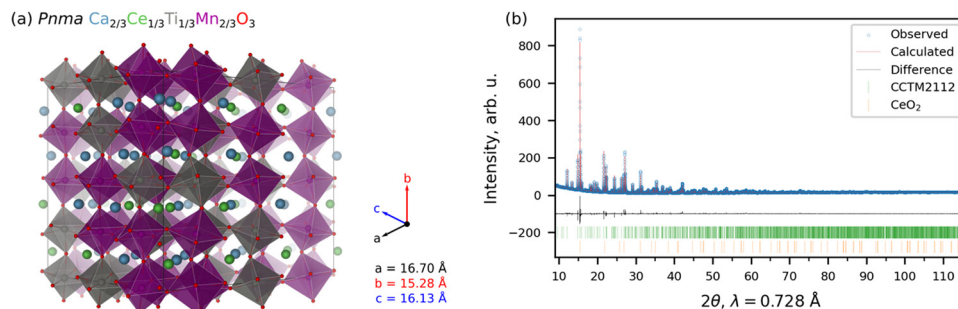 (a) Pnma Ca2/3Ce1/3Ti1/3Mn2/3O3
b
c
a
a = 16.70 Å
b = 15.28 Å
c = 16.13 Å
(b)
Observed
Calculated
Difference
CCTM2112
CeO2
Intensity, arb. u.
800
600
400
200
0
−200
10 20 30 40 50 60 70 80 90 100 110
2θ, λ = 0.728 Å